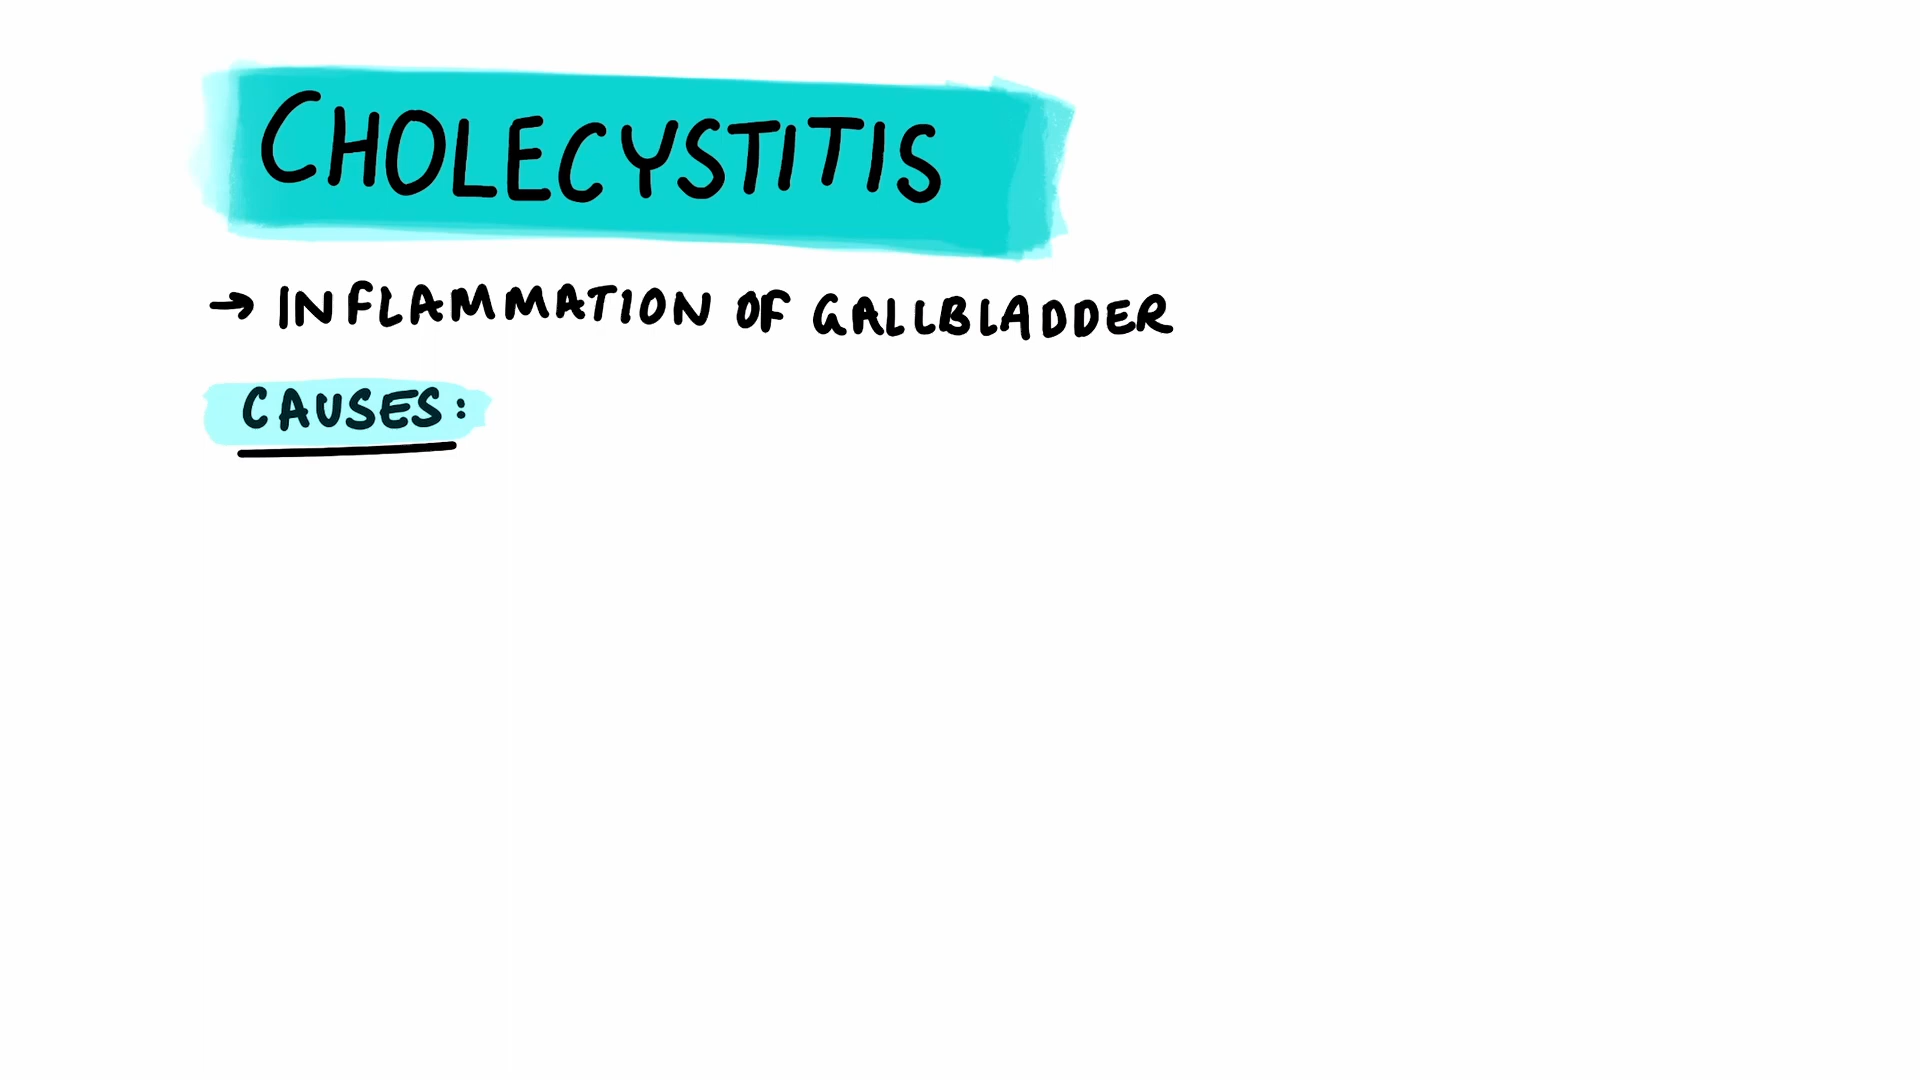 CHOLECYSTITIS
→ INFLAMMATION OF GALLBLADDER
CAUSES: